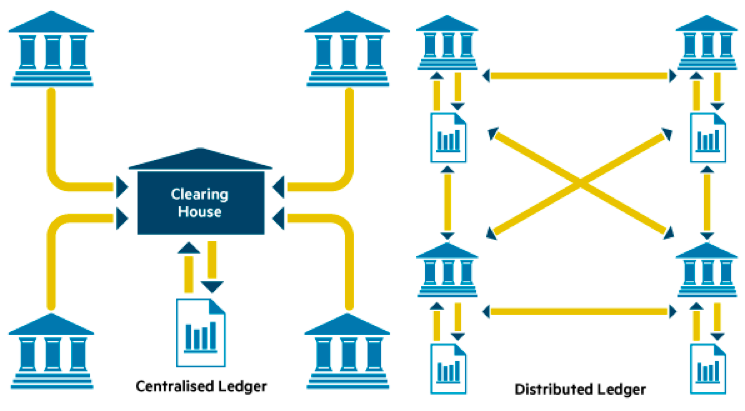 Clearing
House
Centralised Ledger
Distributed Ledger